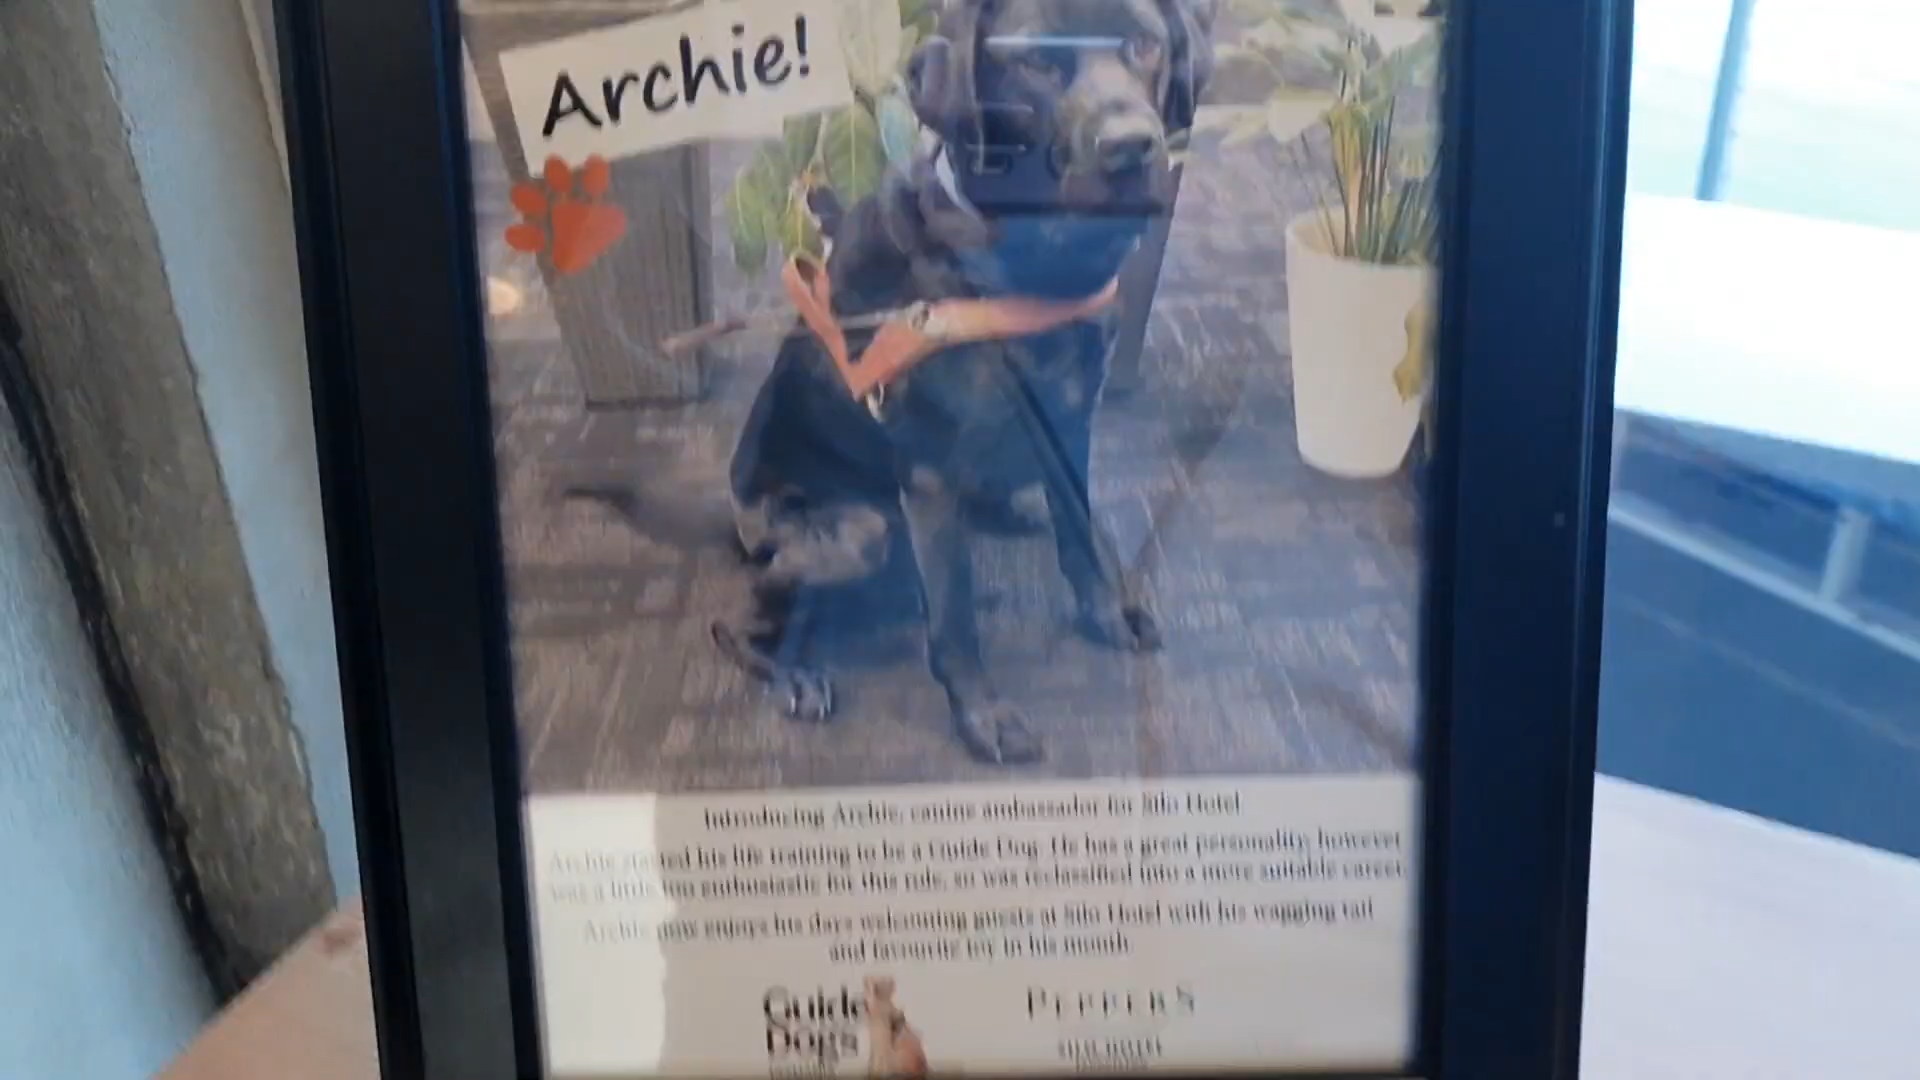 Archie!
Introducing Archie, canine ambassador for Silo Hotel
Archie started his life training to be a Guide Dog. He has a great personality however
was a little too enthusiastic for this role, so was reclassified into a more suitable career.
Archie now enjoys his days welcoming guests at Silo Hotel with his wagging tail
and favourite toy in his mouth
Guide
Dogs
PEPPERS
SILO HOTEL